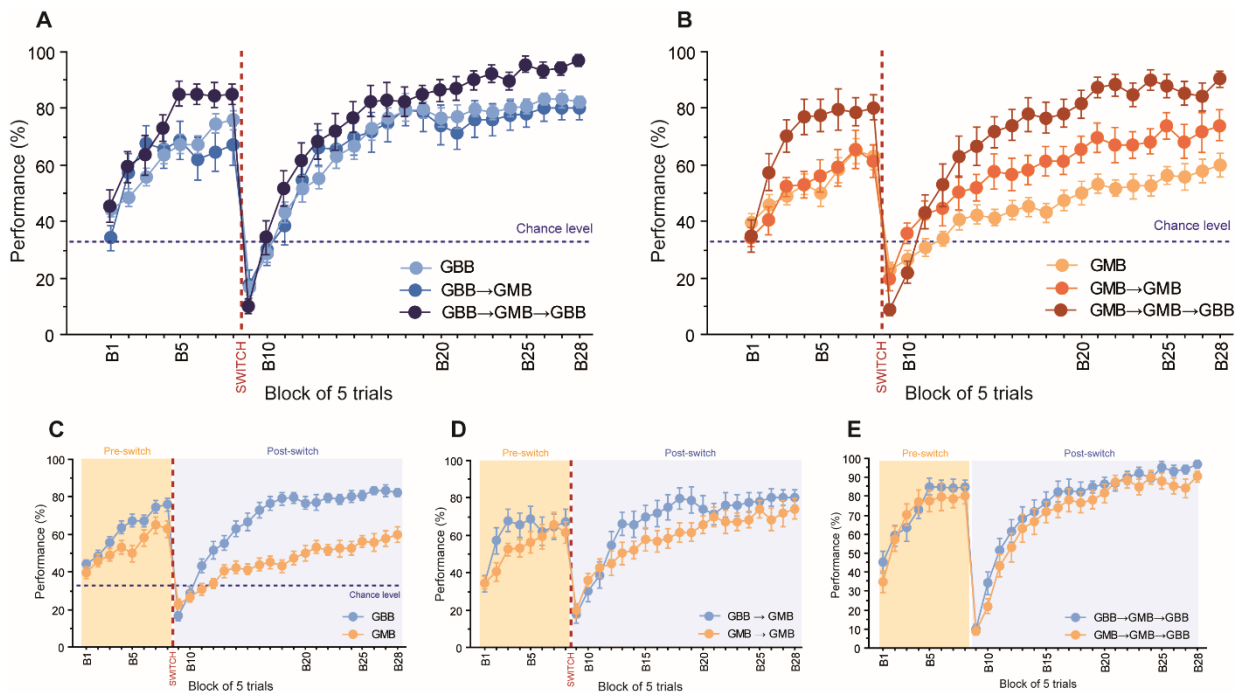 A
Performance (%)
100
80
60
40
20
0
Chance level
GBB
GBB→GMB
GBB→GMB→GBB
B1
B5
SWITCH
B10
B20
B25
B28
Block of 5 trials
B
Performance (%)
100
80
60
40
20
0
Chance level
GMB
GMB→GMB
GMB→GMB→GBB
B1
B5
SWITCH
B10
B20
B25
B28
Block of 5 trials
C
Pre-switch
Post-switch
Performance (%)
100
80
60
40
20
0
Chance level
GBB
GMB
B1
B5
SWITCH
B10
B20
B25
B28
Block of 5 trials
D
Pre-switch
Post-switch
Performance (%)
100
80
60
40
20
0
GBB → GMB
GMB → GMB
B1
B5
SWITCH
B10
B15
B20
B25
B28
Block of 5 trials
E
Pre-switch
Post-switch
Performance (%)
100
90
80
70
60
50
40
30
20
10
0
GBB→GMB→GBB
GMB→GMB→GBB
B1
B5
B10
B15
B20
B25
B28
Block of 5 trials